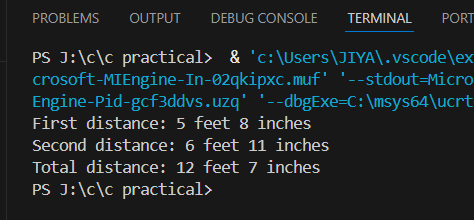 PROBLEMS OUTPUT DEBUG CONSOLE TERMINAL PORT
PS J:\c\c practical>  & 'c:\Users\JIYA\.vscode\ex
crosoft-MIEngine-In-02qkipxc.muf' '--stdout=Micro
Engine-Pid-gcf3ddvs.uzq' '--dbgExe=C:\msys64\ucrt
First distance: 5 feet 8 inches
Second distance: 6 feet 11 inches
Total distance: 12 feet 7 inches
PS J:\c\c practical>